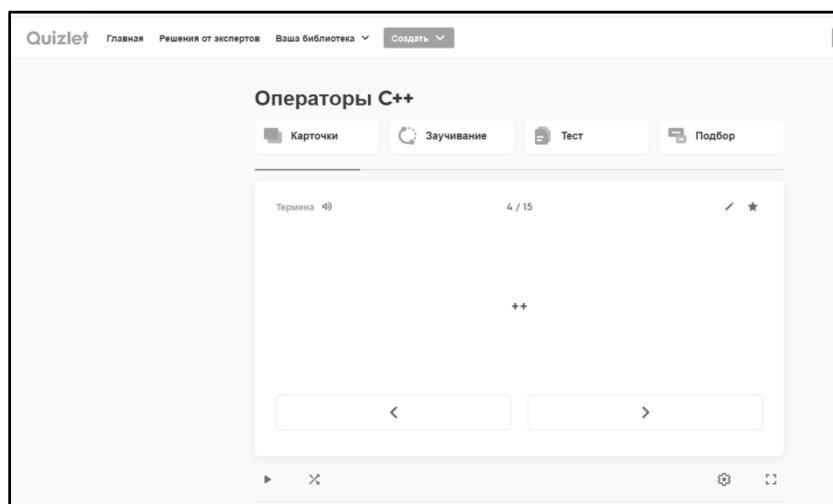 Quizlet Главная Решения от экспертов Ваша библиотека Создать
Операторы C++
Карточки Заучивание Тест Подбор
Термина 4 / 15
++